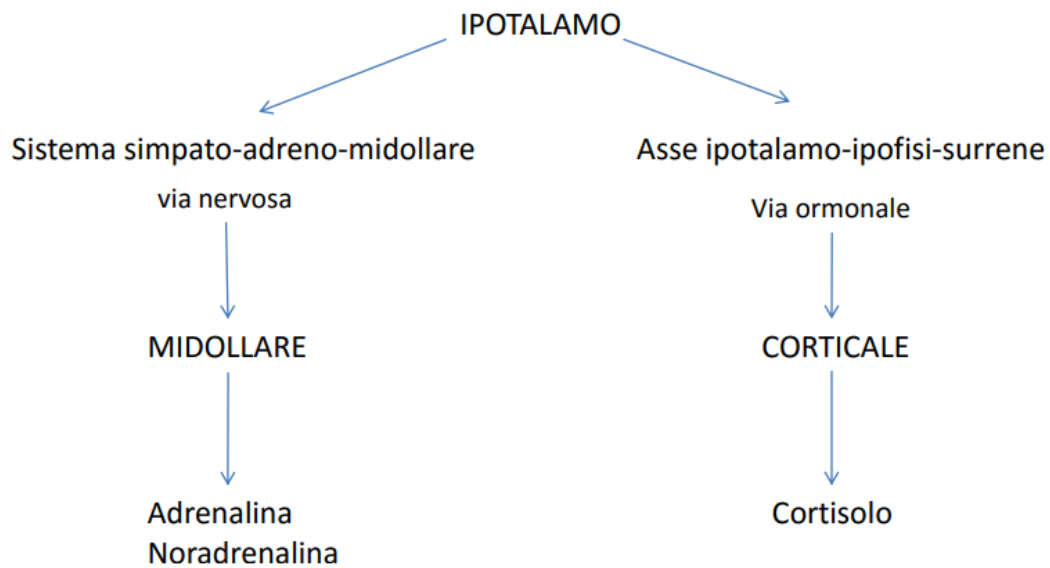 IPOTALAMO
Sistema simpato-adreno-midollare
via nervosa
MIDOLLARE
Adrenalina
Noradrenalina
Asse ipotalamo-ipofisi-surrene
Via ormonale
CORTICALE
Cortisolo